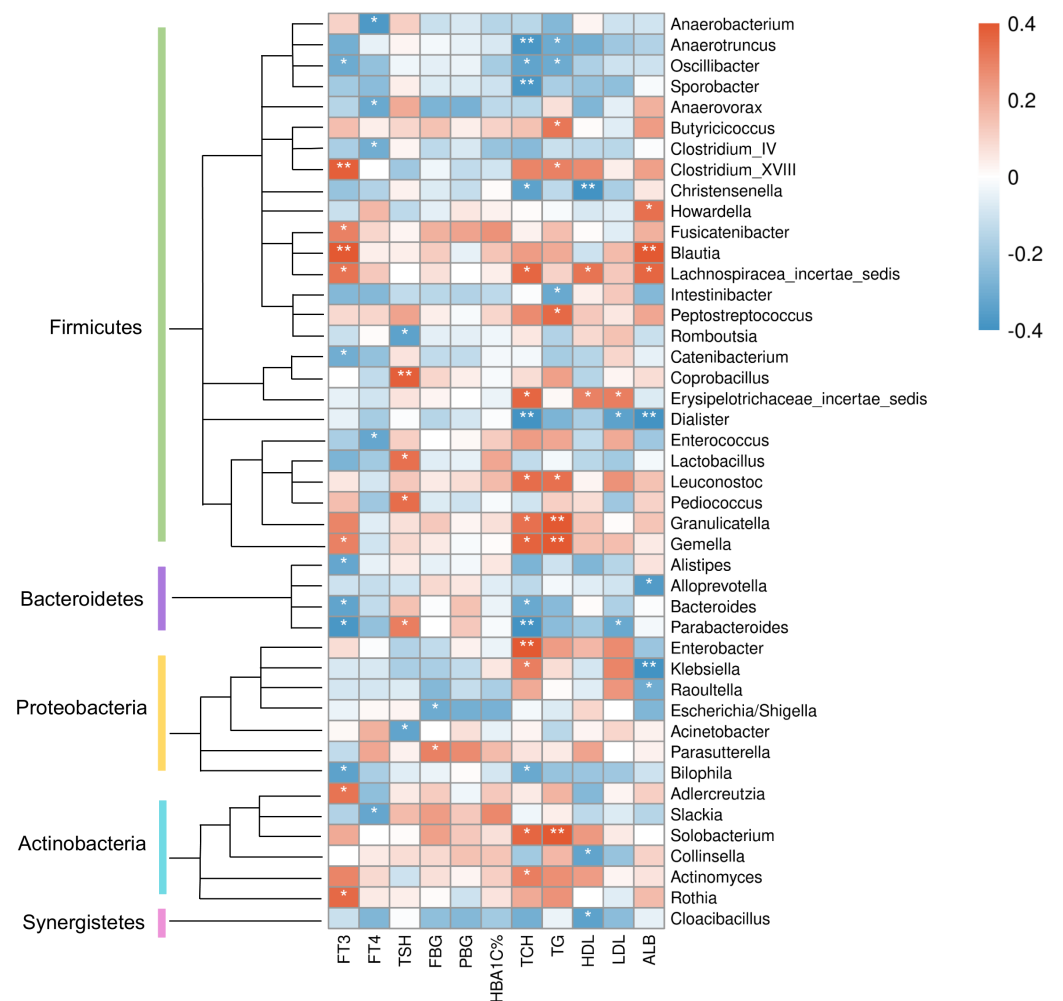 Anaerobacterium
Anaerotruncus
Oscillibacter
Sporobacter
Anaerovorax
Butyricicoccus
Clostridium_IV
Clostridium_XVIII
Christensenella
Howardella
Fusicatenibacter
Blautia
Lachnospiracea_incertae_sedis
Intestinibacter
Peptostreptococcus
Romboutsia
Catenibacterium
Coprobacillus
Erysipelotrichaceae_incertae_sedis
Dialister
Enterococcus
Lactobacillus
Leuconostoc
Pediococcus
Granulicatella
Gemella
Alistipes
Alloprevotella
Bacteroides
Parabacteroides
Enterobacter
Klebsiella
Raoultella
Escherichia/Shigella
Acinetobacter
Parasutterella
Bilophila
Adlercreutzia
Slackia
Solobacterium
Collinsella
Actinomyces
Rothia
Cloacibacillus
Firmicutes
Bacteroidetes
Proteobacteria
Actinobacteria
Synergistetes
FT3
FT4
TSH
FBG
PBG
HBA1C%
TCH
TG
HDL
LDL
ALB
0.4
0.2
0
-0.2
-0.4